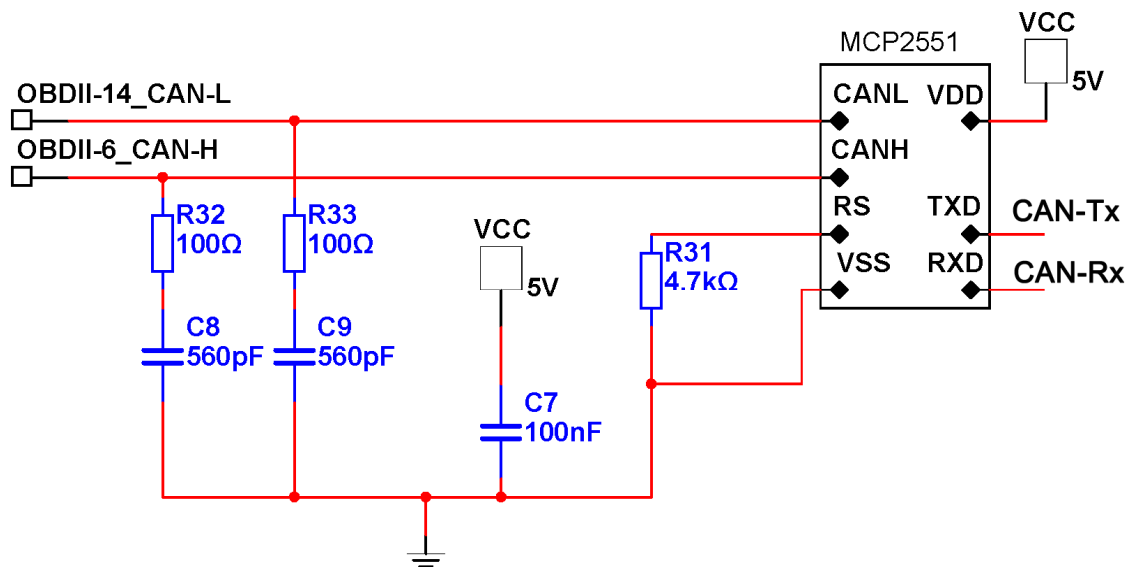 VCC
5V
MCP2551
OBDII-14_CAN-L
CANL
VDD
OBDII-6_CAN-H
CANH
R32
100Ω
R33
100Ω
VCC
5V
RS
TXD
CAN-Tx
R31
4.7kΩ
VSS
RXD
CAN-Rx
C8
560pF
C9
560pF
C7
100nF